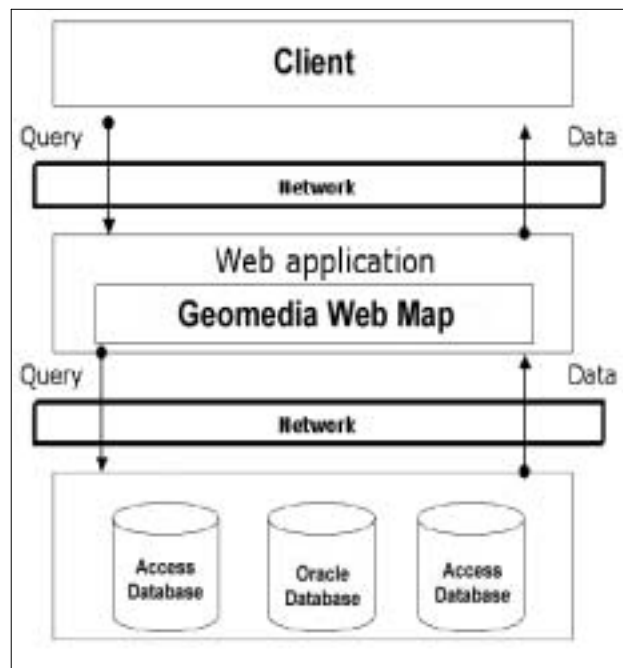 Client
Query
Data
Network
Web application
Geomedia Web Map
Query
Data
Network
Access
Database
Oracle
Database
Access
Database